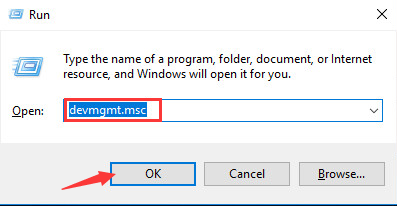 Run
Type the name of a program, folder, document, or Internet
resource, and Windows will open it for you.
Open: devmgmt.msc
OK Cancel Browse...